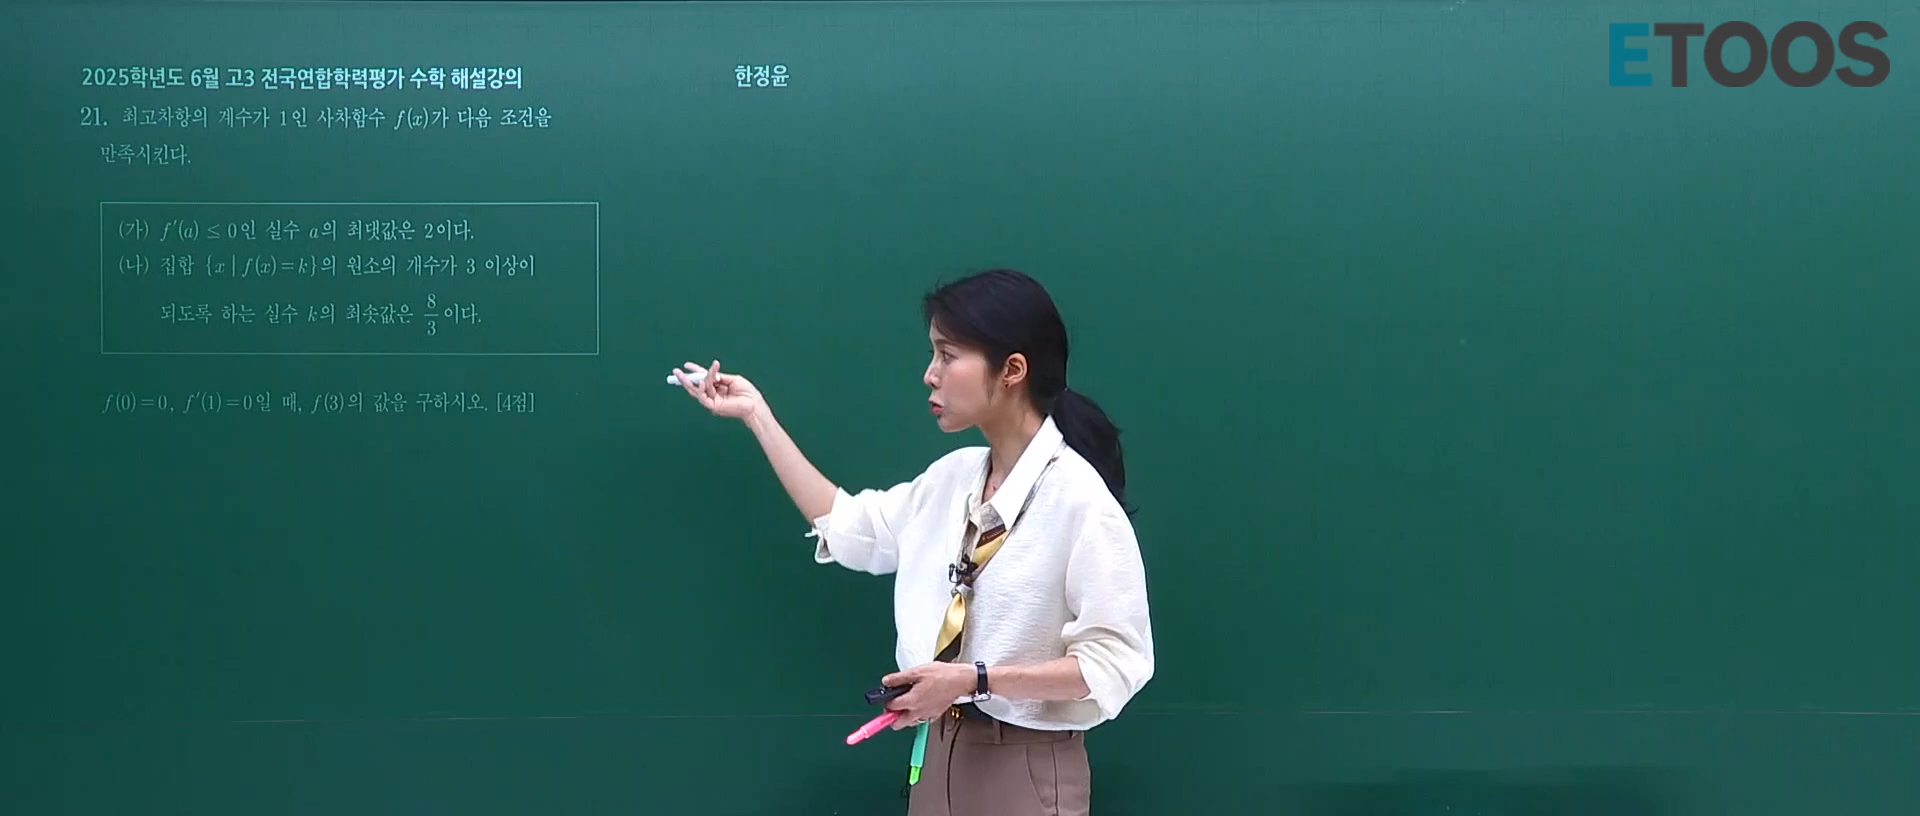 ETOOS
2025학년도 6월 고3 전국연합학력평가 수학 해설강의
한정윤
21. 최고차항의 계수가 1인 사차함수 f(x)가 다음 조건을
만족시킨다.
(가) f′(a) ≤ 0인 실수 a의 최댓값은 2이다.
(나) 집합 {x | f(x) = k}의 원소의 개수가 3 이상이
되도록 하는 실수 k의 최솟값은 8/3이다.
f(0) = 0, f′(1) = 0일 때, f(3)의 값을 구하시오. [4점]